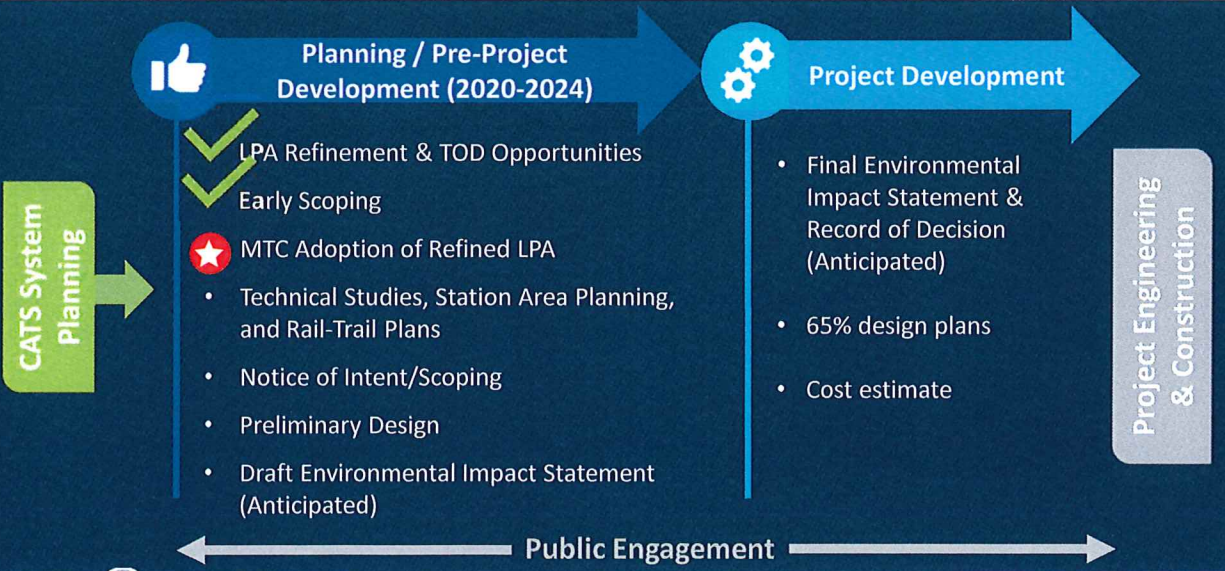 Planning / Pre-Project
Development (2020-2024)
Project Development
CATS System
Planning
LPA Refinement & TOD Opportunities
Early Scoping
MTC Adoption of Refined LPA
• Technical Studies, Station Area Planning,
and Rail-Trail Plans
• Notice of Intent/Scoping
• Preliminary Design
• Draft Environmental Impact Statement
(Anticipated)
• Final Environmental
Impact Statement &
Record of Decision
(Anticipated)
• 65% design plans
• Cost estimate
Project Engineering
& Construction
Public Engagement